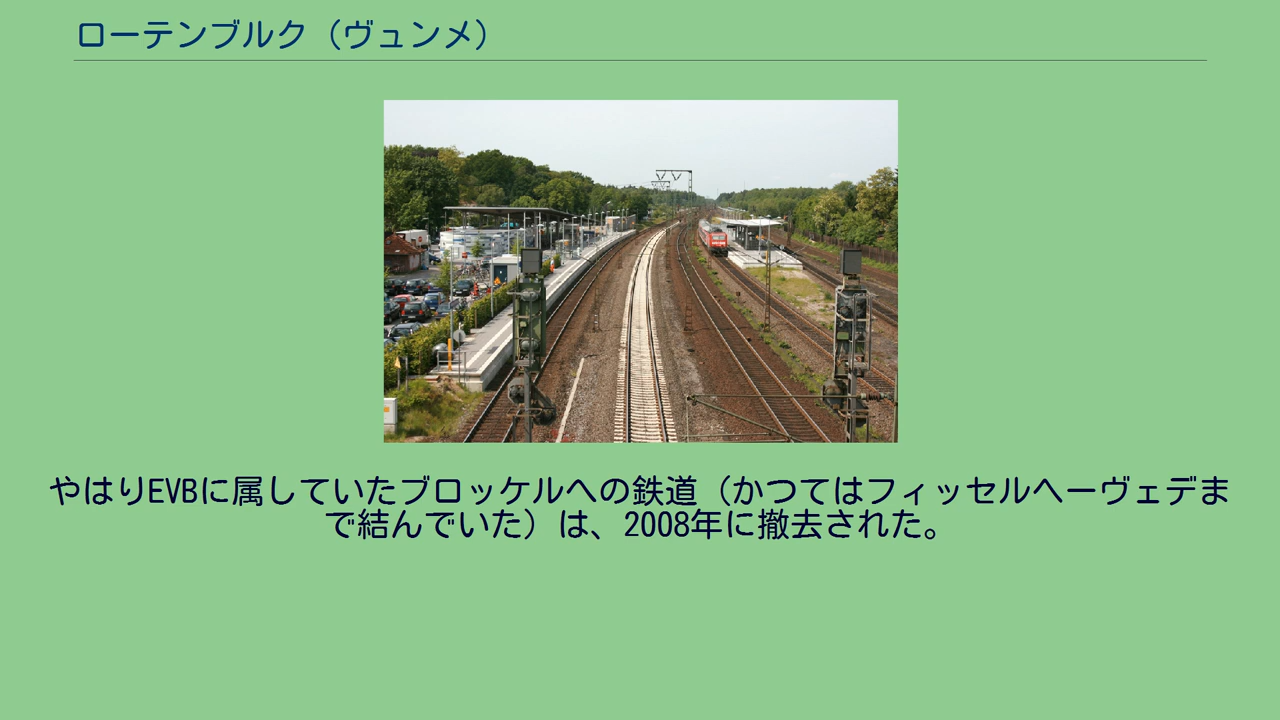 ローテンブルク（ヴュンメ）
やはりEVBに属していたブロッケルへの鉄道（かつてはフィッセルヘーヴェデま
で結んでいた）は、2008年に撤去された。